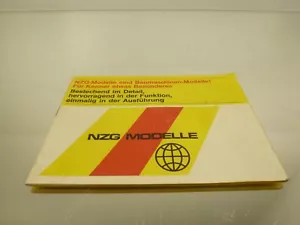 NZG-Modelle sind Baumaschinen-Modelle!
Für Kenner etwas Besonderes!
Bestechend im Detail,
hervorragend in der Funktion,
einmalig in der Ausführung
NZG MODELLE